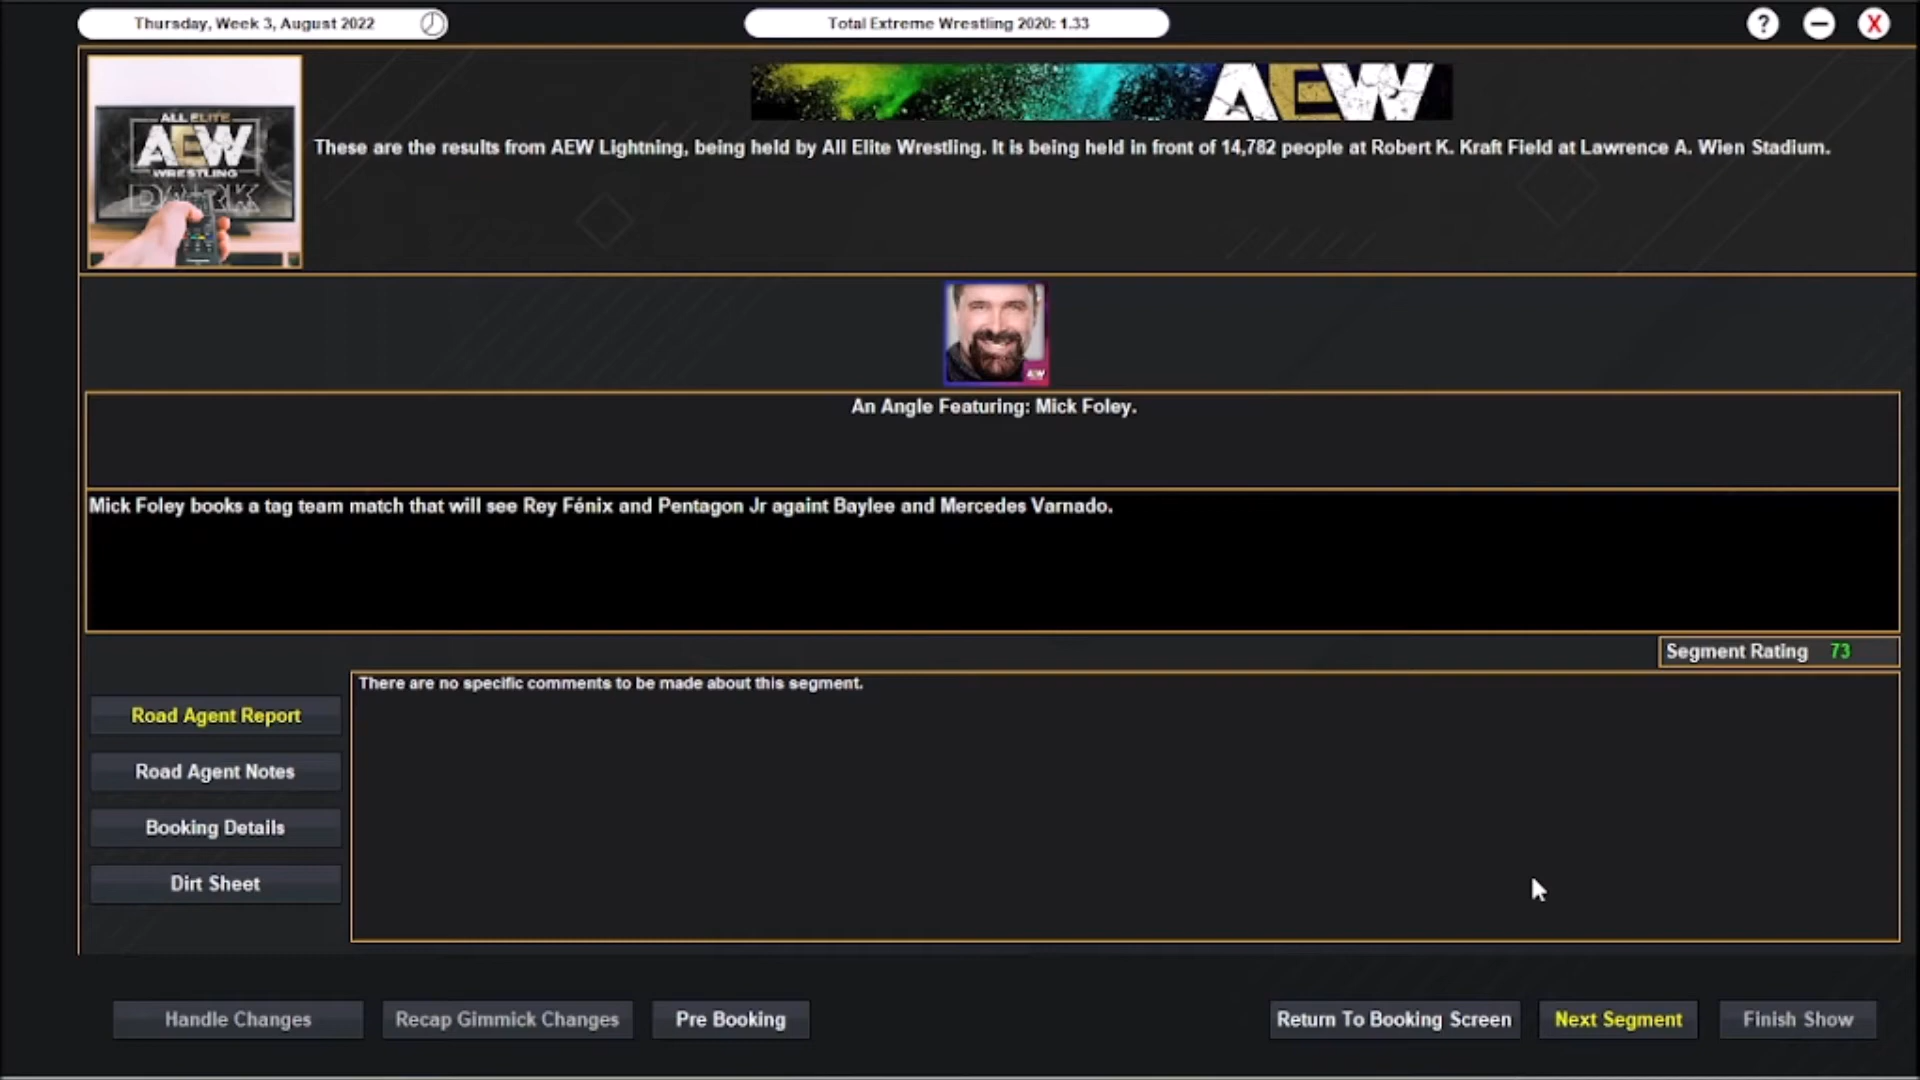 Thursday, Week 3, August 2022
Total Extreme Wrestling 2020: 1.33
?
X
ALL ELITE
AEW
WRESTLING
DARK
AEW
These are the results from AEW Lightning, being held by All Elite Wrestling. It is being held in front of 14,782 people at Robert K. Kraft Field at Lawrence A. Wien Stadium.
AEW
An Angle Featuring: Mick Foley.
Mick Foley books a tag team match that will see Rey Fénix and Pentagon Jr againt Baylee and Mercedes Varnado.
Segment Rating 73
There are no specific comments to be made about this segment.
Road Agent Report
Road Agent Notes
Booking Details
Dirt Sheet
Handle Changes
Recap Gimmick Changes
Pre Booking
Return To Booking Screen
Next Segment
Finish Show